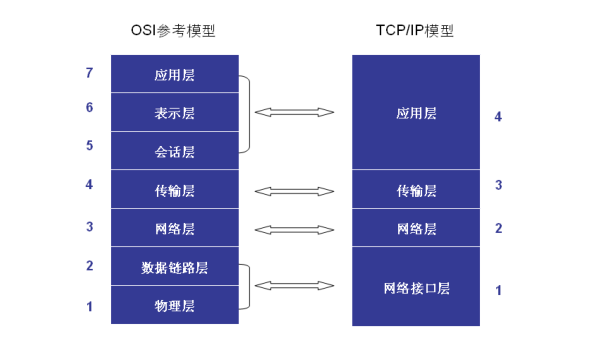 OSI参考模型
TCP/IP模型
7 应用层
6 表示层
5 会话层
4 传输层
3 网络层
2 数据链路层
1 物理层
应用层 4
传输层 3
网络层 2
网络接口层 1